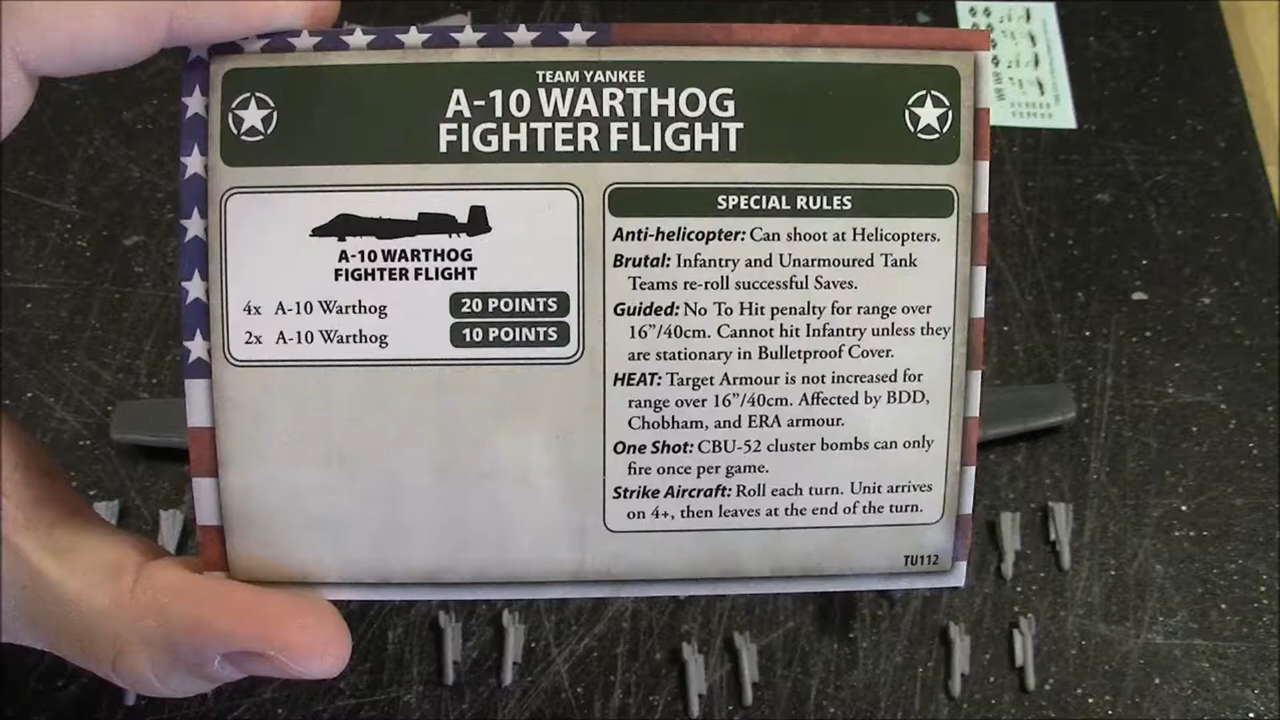 TEAM YANKEE
A-10 WARTHOG
FIGHTER FLIGHT
A-10 WARTHOG
FIGHTER FLIGHT
4x A-10 Warthog 20 POINTS
2x A-10 Warthog 10 POINTS
SPECIAL RULES
Anti-helicopter: Can shoot at Helicopters.
Brutal: Infantry and Unarmoured Tank
Teams re-roll successful Saves.
Guided: No To Hit penalty for range over
16”/40cm. Cannot hit Infantry unless they
are stationary in Bulletproof Cover.
HEAT: Target Armour is not increased for
range over 16”/40cm. Affected by BDD,
Chobham, and ERA armour.
One Shot: CBU-52 cluster bombs can only
fire once per game.
Strike Aircraft: Roll each turn. Unit arrives
on 4+, then leaves at the end of the turn.
TU112
WR WR